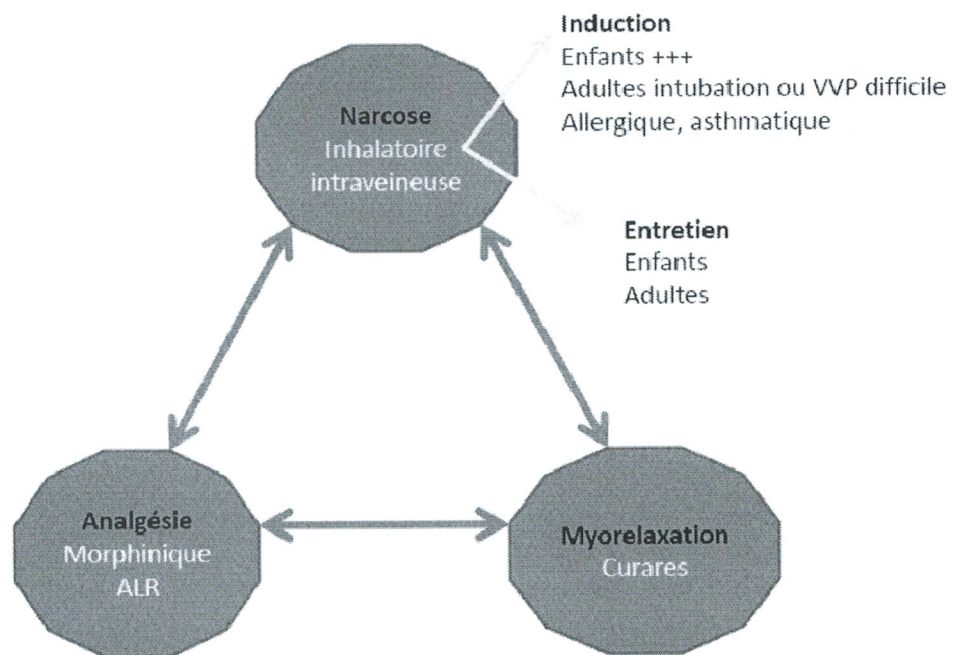 Induction
Enfants +++
Adultes intubation ou VVP difficile
Allergique, asthmatique
Narcose
Inhalatoire
intraveineuse
Entretien
Enfants
Adultes
Analgésie
Morphinique
ALR
Myorelaxation
Curares